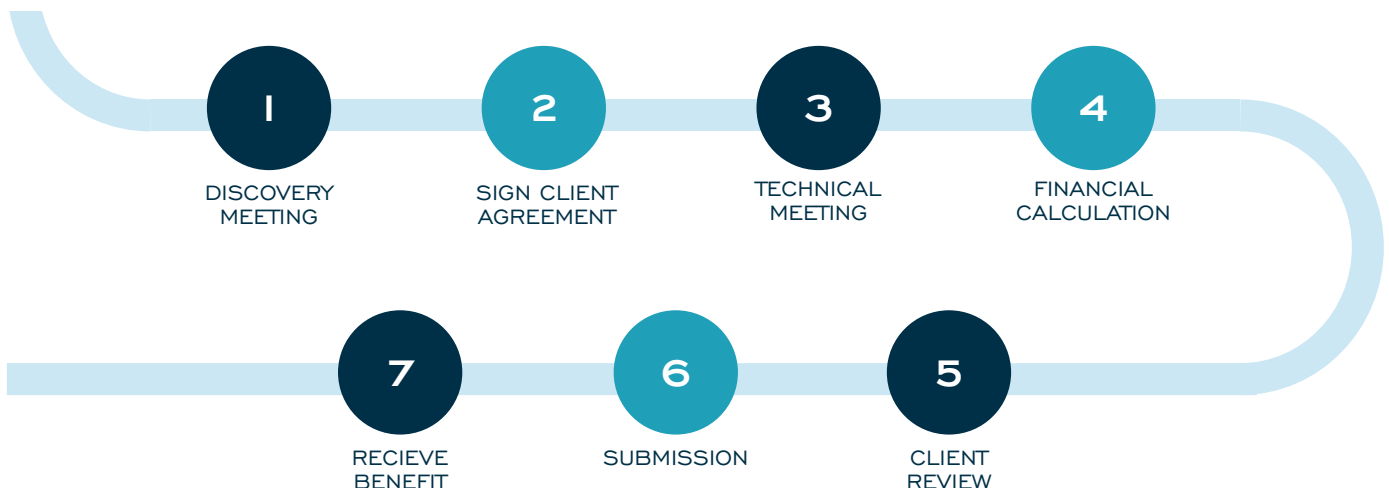 1
DISCOVERY
MEETING
2
SIGN CLIENT
AGREEMENT
3
TECHNICAL
MEETING
4
FINANCIAL
CALCULATION
5
CLIENT
REVIEW
6
SUBMISSION
7
RECIEVE
BENEFIT